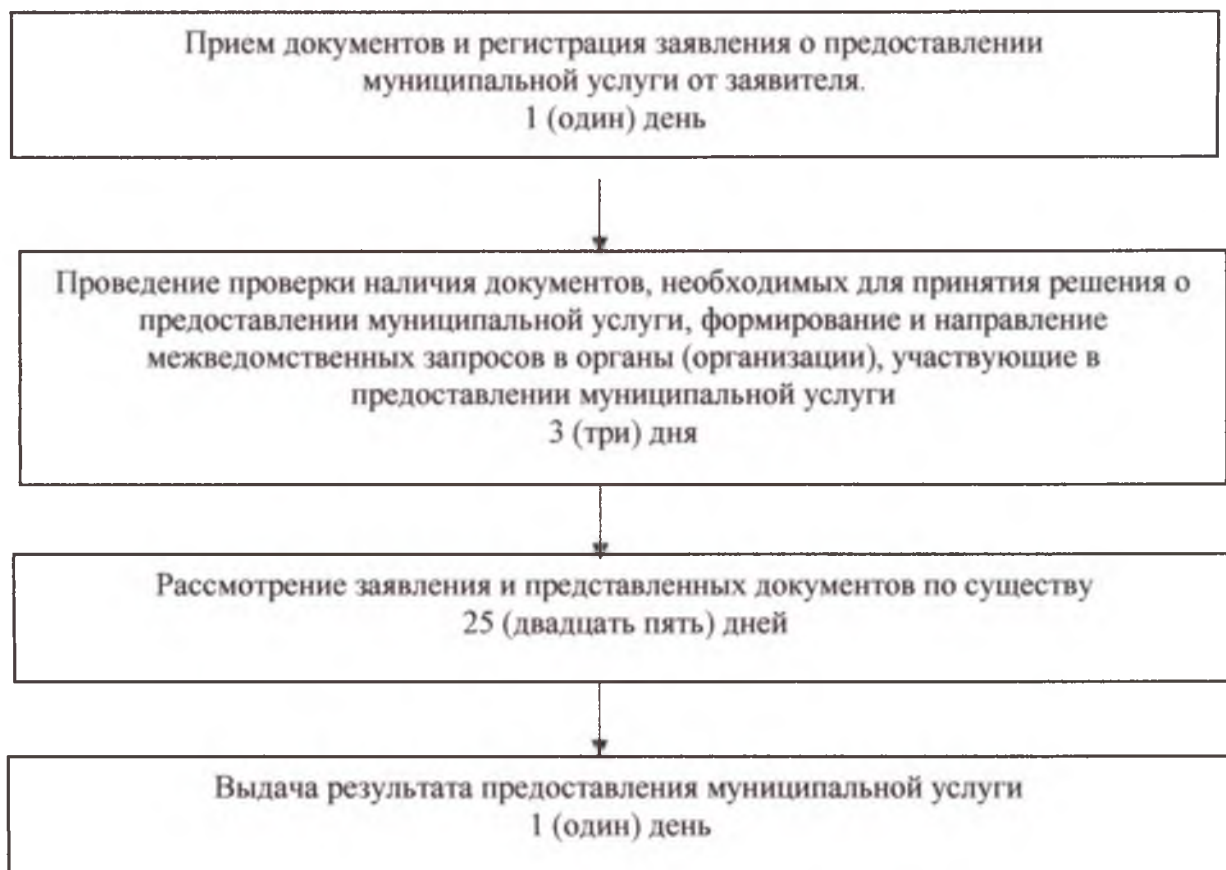 Прием документов и регистрация заявления о предоставлении
муниципальной услуги от заявителя.
1 (один) день
Проведение проверки наличия документов, необходимых для принятия решения о
предоставлении муниципальной услуги, формирование и направление
межведомственных запросов в органы (организации), участвующие в
предоставлении муниципальной услуги
3 (три) дня
Рассмотрение заявления и представленных документов по существу
25 (двадцать пять) дней
Выдача результата предоставления муниципальной услуги
1 (один) день